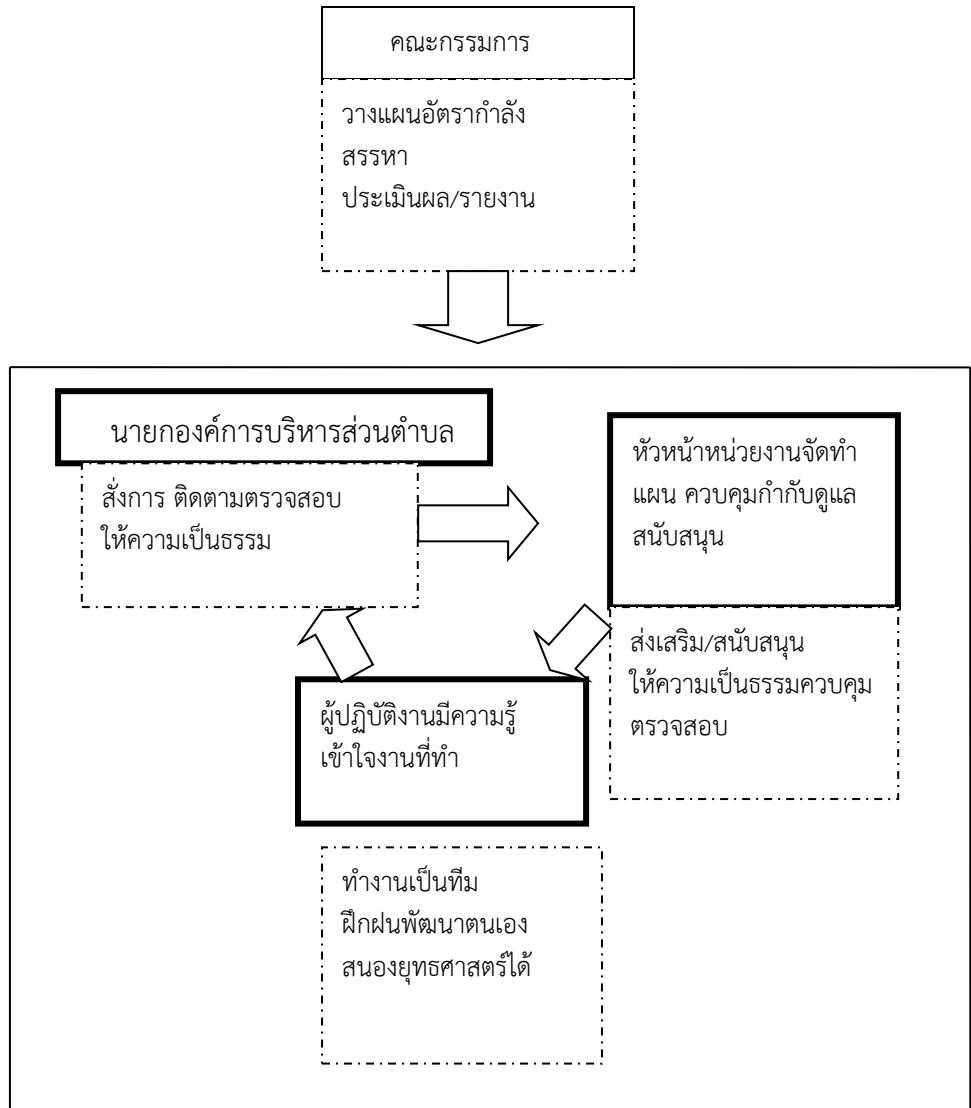 คณะกรรมการ
วางแผนอัตรากำลัง
สรรหา
ประเมินผล/รายงาน
นายกองค์การบริหารส่วนตำบล
สั่งการ ติดตามตรวจสอบ
ให้ความเป็นธรรม
หัวหน้าหน่วยงานจัดทำ
แผน ควบคุมกำกับดูแล
สนับสนุน
ส่งเสริม/สนับสนุน
ให้ความเป็นธรรมควบคุม
ตรวจสอบ
ผู้ปฏิบัติงานมีความรู้
เข้าใจงานที่ทำ
ทำงานเป็นทีม
ฝึกฝนพัฒนาตนเอง
สนองยุทธศาสตร์ได้